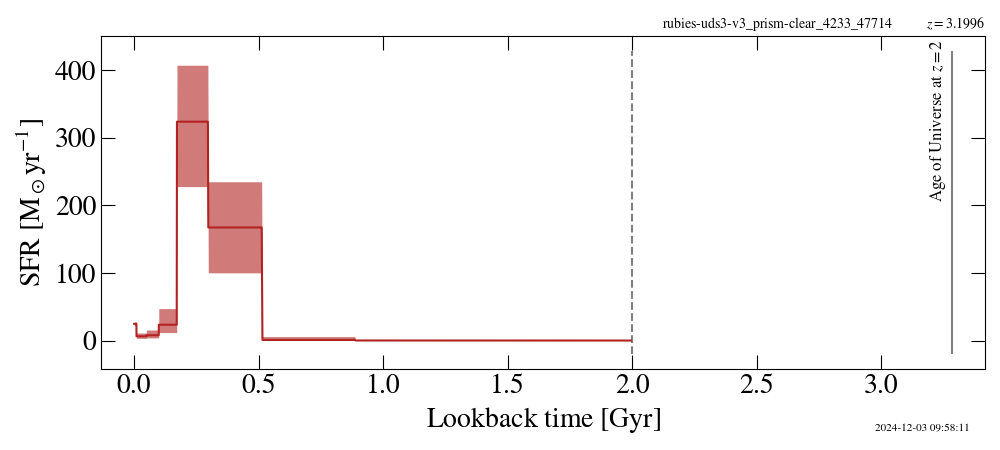 rubies-uds3-v3_prism-clear_4233_47714 z = 3.1996
Age of Universe at z = 2
SFR [M⊙yr⁻¹]
400
300
200
100
0
0.0 0.5 1.0 1.5 2.0 2.5 3.0
Lookback time [Gyr]
2024-12-03 09:58:11